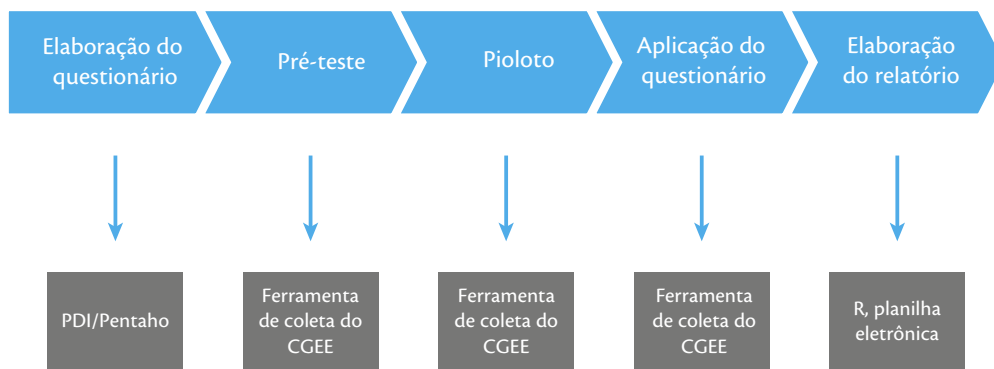 Elaboração do
questionário
Pré-teste
Pioloto
Aplicação do
questionário
Elaboração
do relatório
PDI/Pentaho
Ferramenta
de coleta do
CGEE
Ferramenta
de coleta do
CGEE
Ferramenta
de coleta do
CGEE
R, planilha
eletrônica